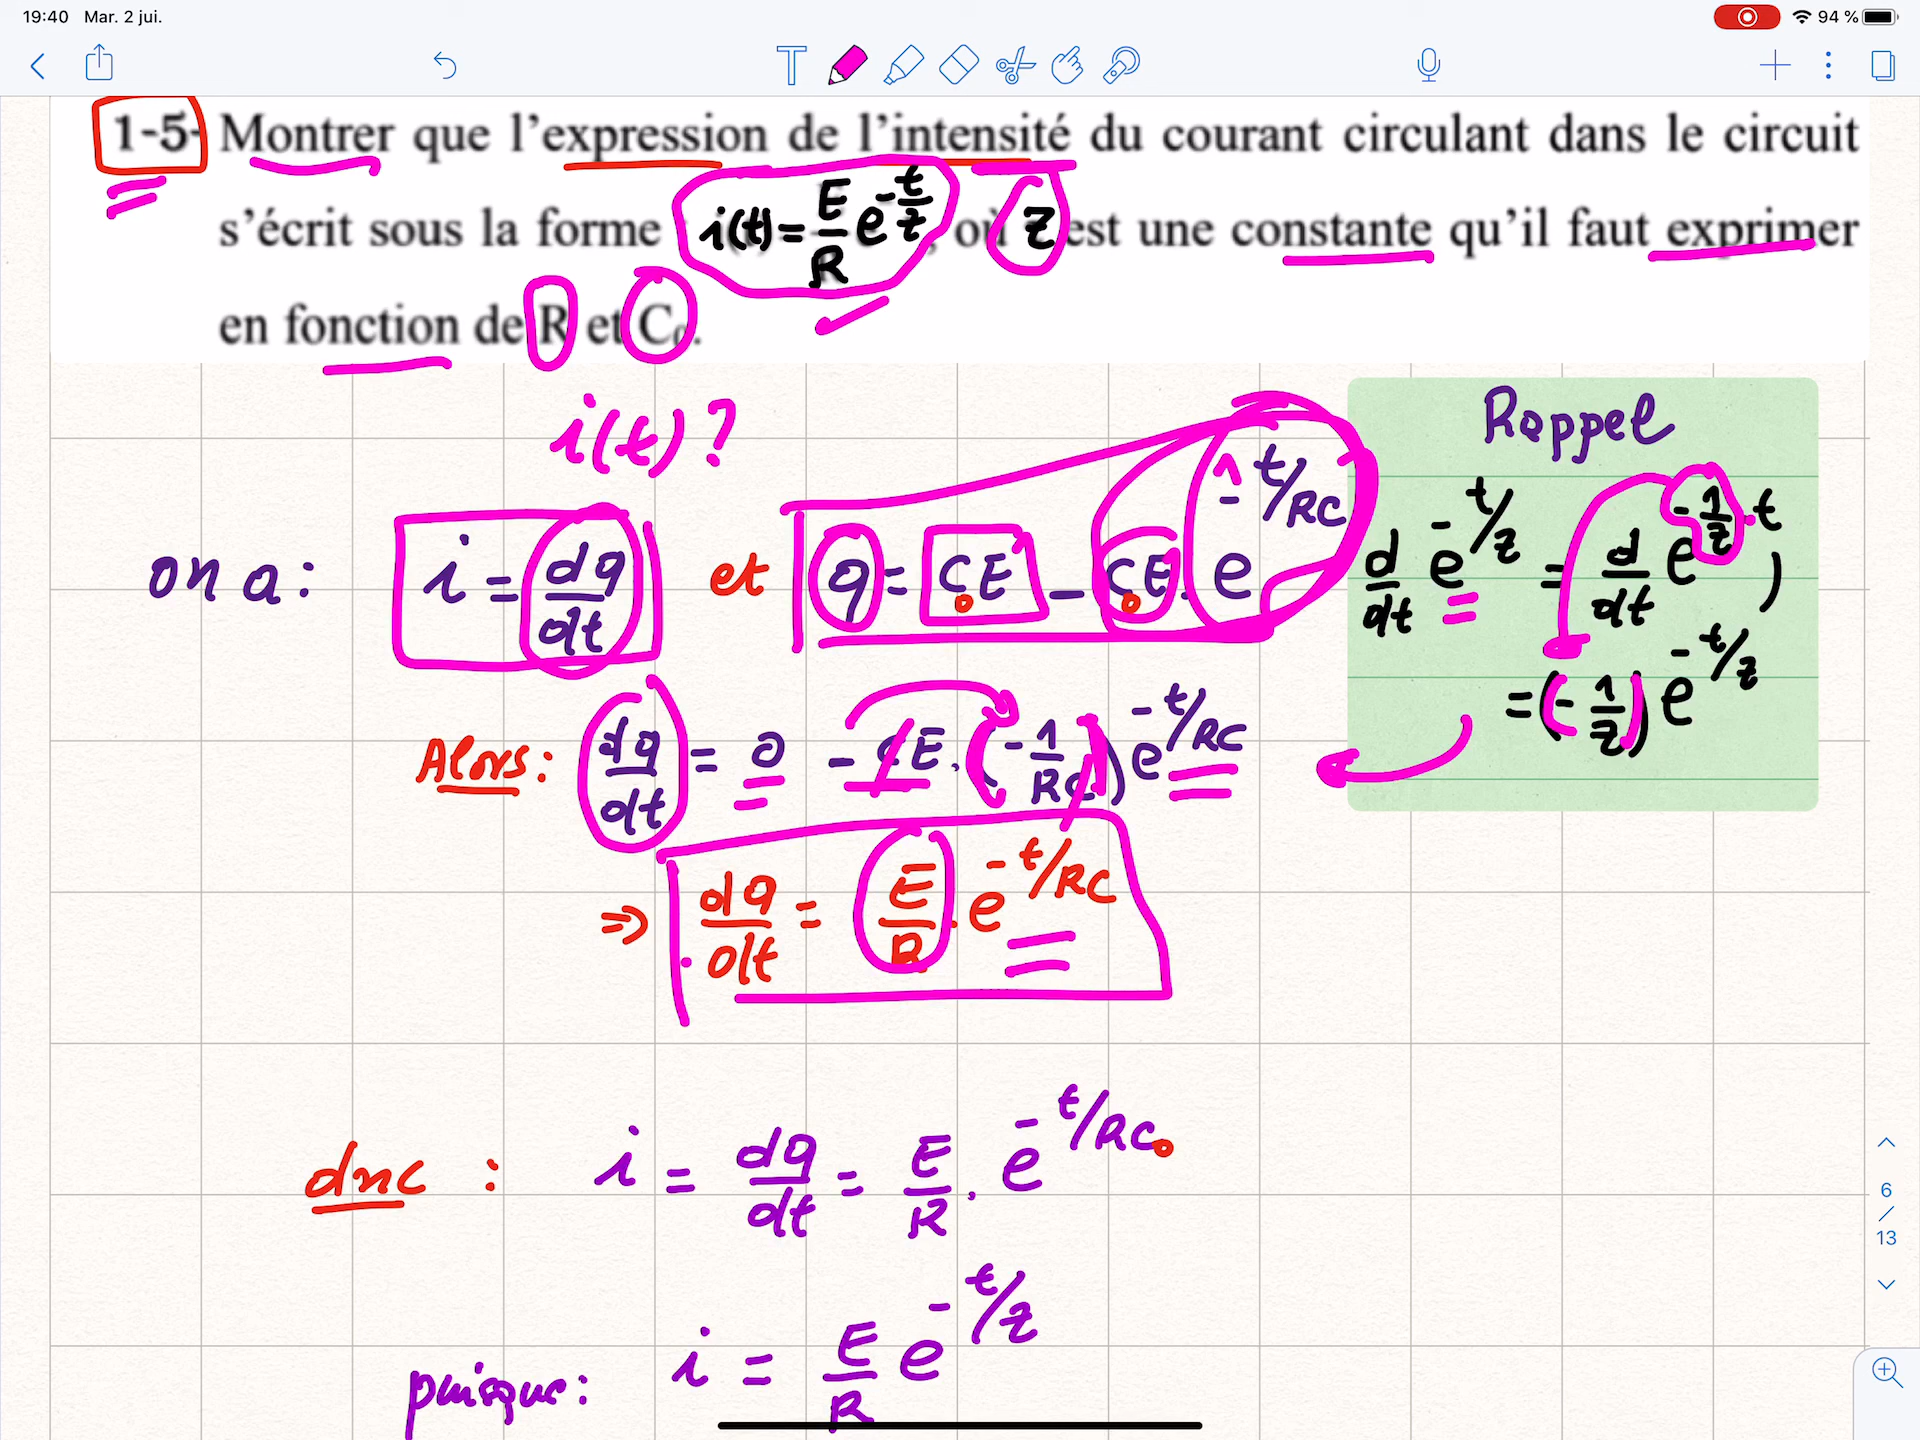 19:40 Mar. 2 jui. 94 %
1-5- Montrer que l'expression de l'intensité du courant circulant dans le circuit
s'écrit sous la forme i(t) = E/R e^-t/z, où z est une constante qu'il faut exprimer
en fonction de R et C₀.
i(t) ?
on a : i = dq/dt et q = C₀E - C₀E. e^-t/RC
Alors : dq/dt = 0 - CE. (-1/RC) e^-t/RC
⇒ dq/dt = E/R . e^-t/RC
Rappel
d/dt e^-t/z = d/dt e^-1/z.t )
= (-1/z) e^-t/z
dnc : i = dq/dt = E/R . e^-t/RC₀
puisque : i = E/R e^-t/z
6
/
13